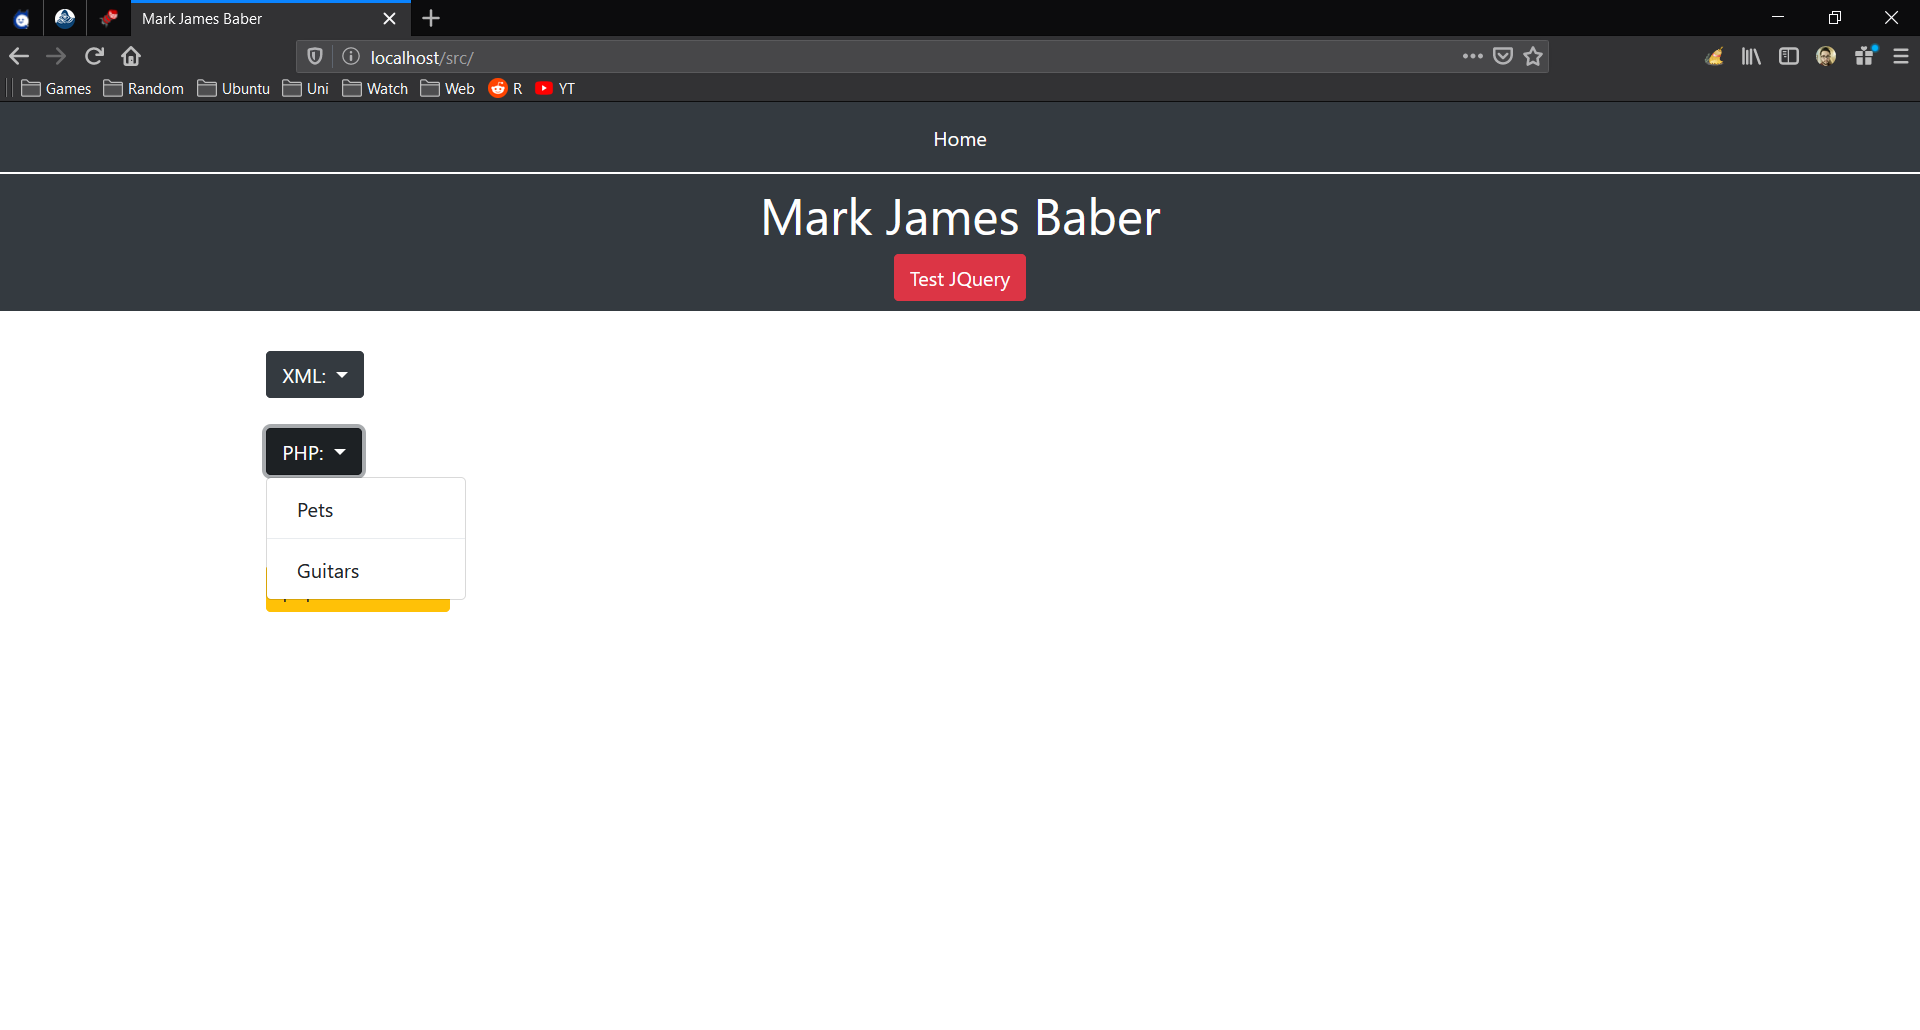 Mark James Baber
localhost/src/
Games Random Ubuntu Uni Watch Web R YT
Home
Mark James Baber
Test JQuery
XML:
PHP:
Pets
Guitars